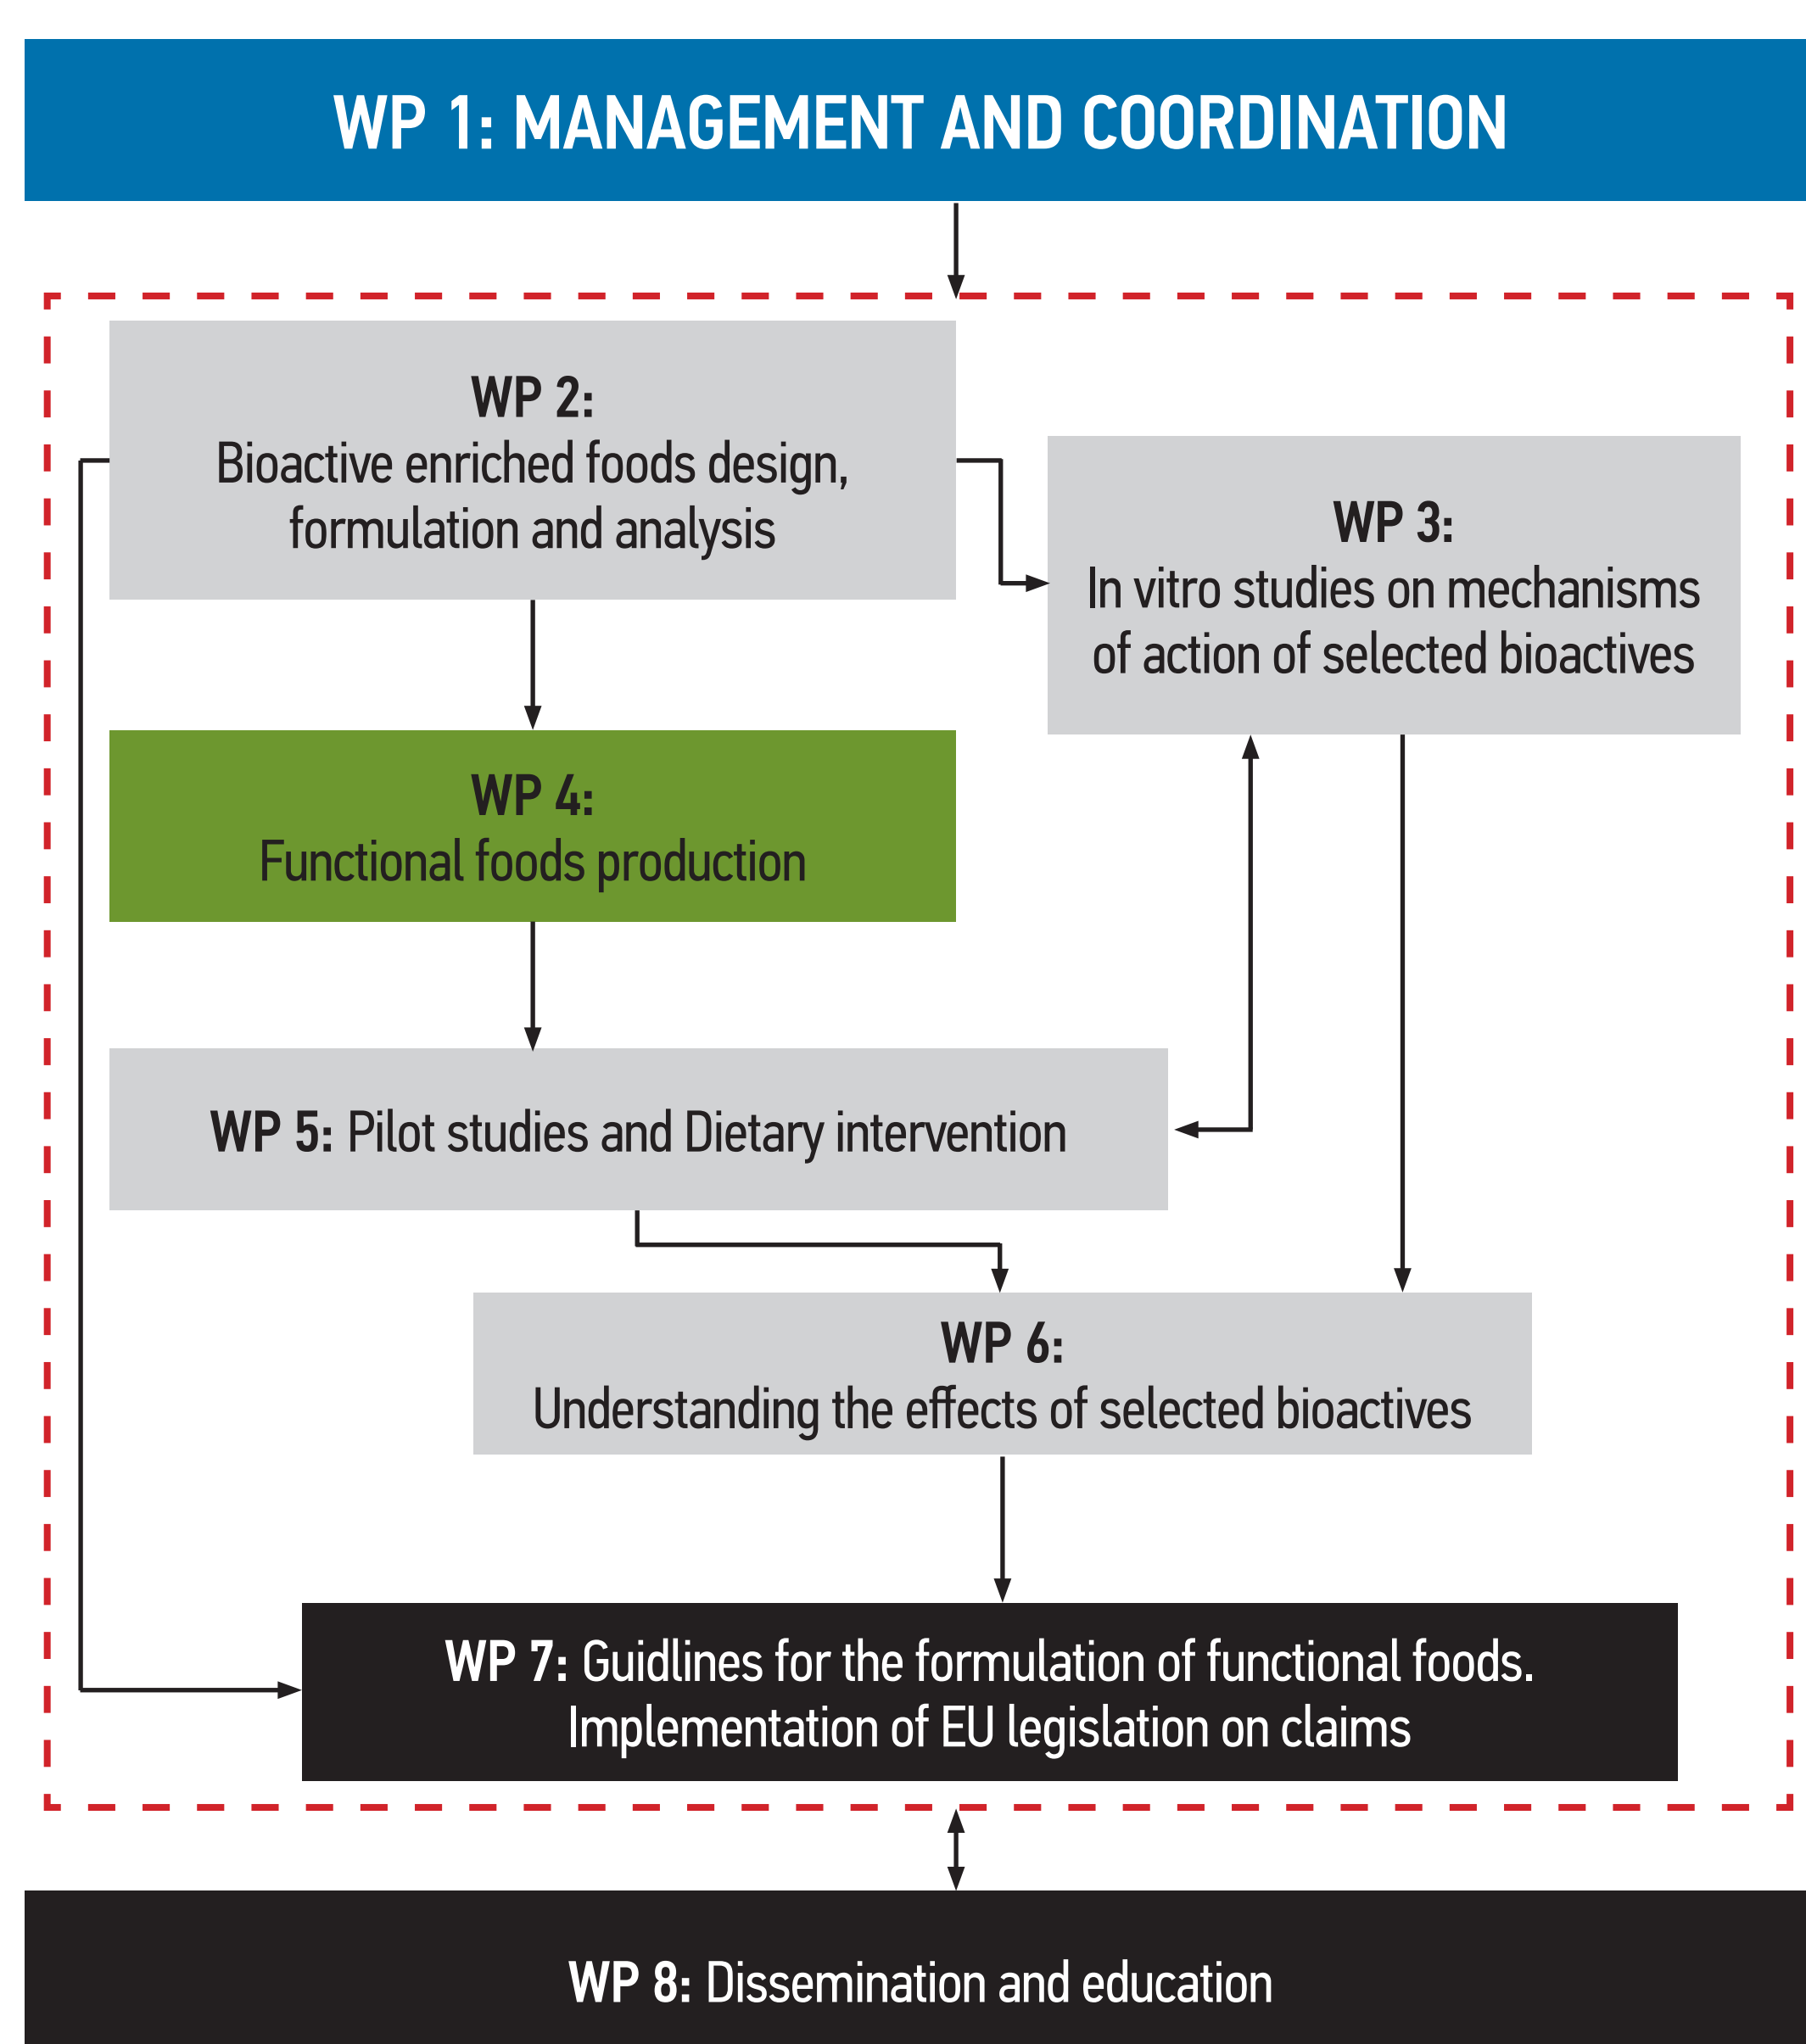 WP 1: MANAGEMENT AND COORDINATION
WP 2:
Bioactive enriched foods design,
formulation and analysis
WP 3:
In vitro studies on mechanisms
of action of selected bioactives
WP 4:
Functional foods production
WP 5: Pilot studies and Dietary intervention
WP 6:
Understanding the effects of selected bioactives
WP 7: Guidlines for the formulation of functional foods.
Implementation of EU legislation on claims
WP 8: Dissemination and education